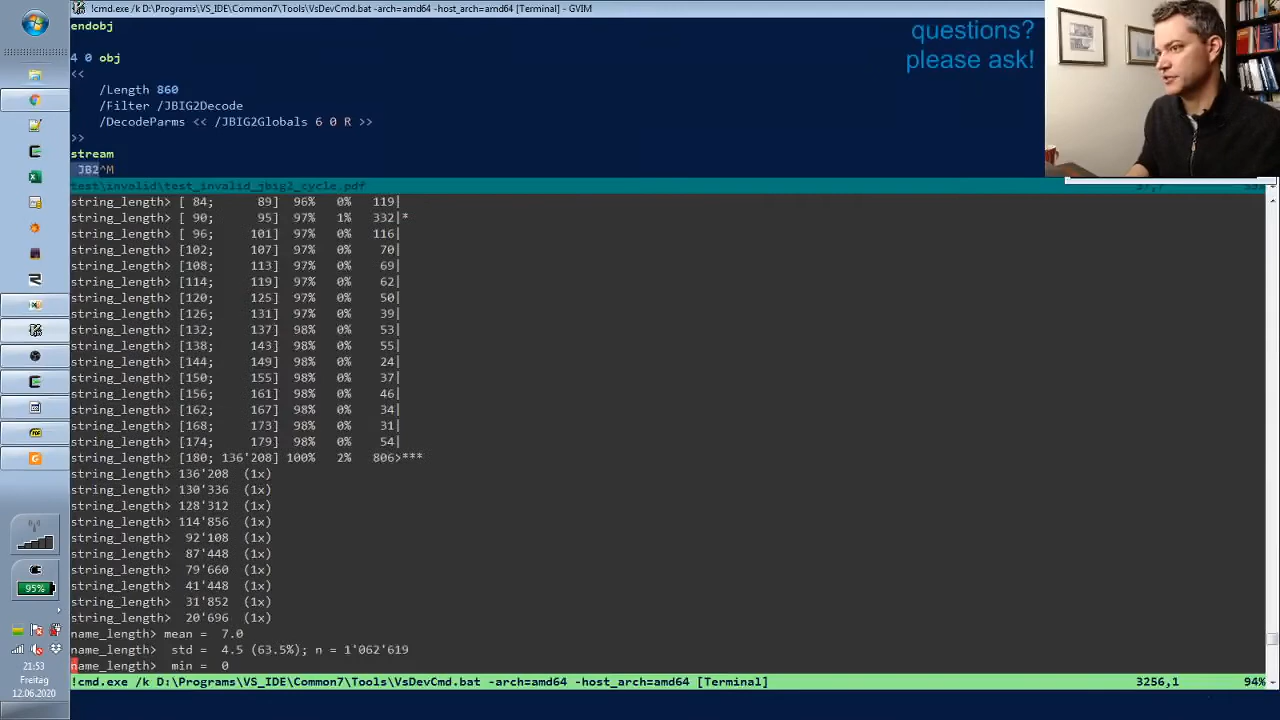 !cmd.exe /k D:\Programs\VS_IDE\Common7\Tools\VsDevCmd.bat -arch=amd64 -host_arch=amd64 [Terminal] - GVIM
questions?
please ask!
endobj
4 0 obj
<<
/Length 860
/Filter /JBIG2Decode
/DecodeParms << /JBIG2Globals 6 0 R >>
>>
stream
JB2^M
test\invalid\test_invalid_jbig2_cycle.pdf
string_length> [ 84; 89] 96% 0% 119|
string_length> [ 90; 95] 97% 1% 332|*
string_length> [ 96; 101] 97% 0% 116|
string_length> [102; 107] 97% 0% 70|
string_length> [108; 113] 97% 0% 69|
string_length> [114; 119] 97% 0% 62|
string_length> [120; 125] 97% 0% 50|
string_length> [126; 131] 97% 0% 39|
string_length> [132; 137] 98% 0% 53|
string_length> [138; 143] 98% 0% 55|
string_length> [144; 149] 98% 0% 24|
string_length> [150; 155] 98% 0% 37|
string_length> [156; 161] 98% 0% 46|
string_length> [162; 167] 98% 0% 34|
string_length> [168; 173] 98% 0% 31|
string_length> [174; 179] 98% 0% 54|
string_length> [180; 136'208] 100% 2% 806>***
string_length> 136'208 (1x)
string_length> 130'336 (1x)
string_length> 128'312 (1x)
string_length> 114'856 (1x)
string_length> 92'108 (1x)
string_length> 87'448 (1x)
string_length> 79'660 (1x)
string_length> 41'448 (1x)
string_length> 31'852 (1x)
string_length> 20'696 (1x)
name_length> mean = 7.0
name_length> std = 4.5 (63.5%); n = 1'062'619
name_length> min = 0
!cmd.exe /k D:\Programs\VS_IDE\Common7\Tools\VsDevCmd.bat -arch=amd64 -host_arch=amd64 [Terminal] 3256,1 94%
95%
21:53
Freitag
12.06.2020